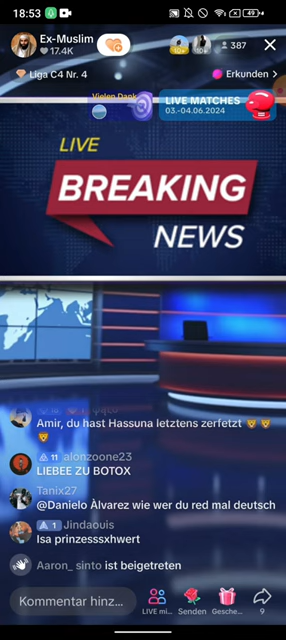 18:53
49
Ex-Muslim
17.4K
10+
10+
387
Liga C4 Nr. 4
Erkunden >
Vielen Dank
LIVE MATCHES
03.-04.06.2024
LIVE
BREAKING
NEWS
Amir, du hast Hassuna letztens zerfetzt 🦁 🦁
🦁
11 alonzoone23
LIEBEE ZU BOTOX
Tanix27
@Danielo Àlvarez wie wer du red mal deutsch
1 Jindaouis
Isa prinzesssxhwert
Aaron_ sinto ist beigetreten
Kommentar hinz...
LIVE mi...
Senden
Gesche...
9